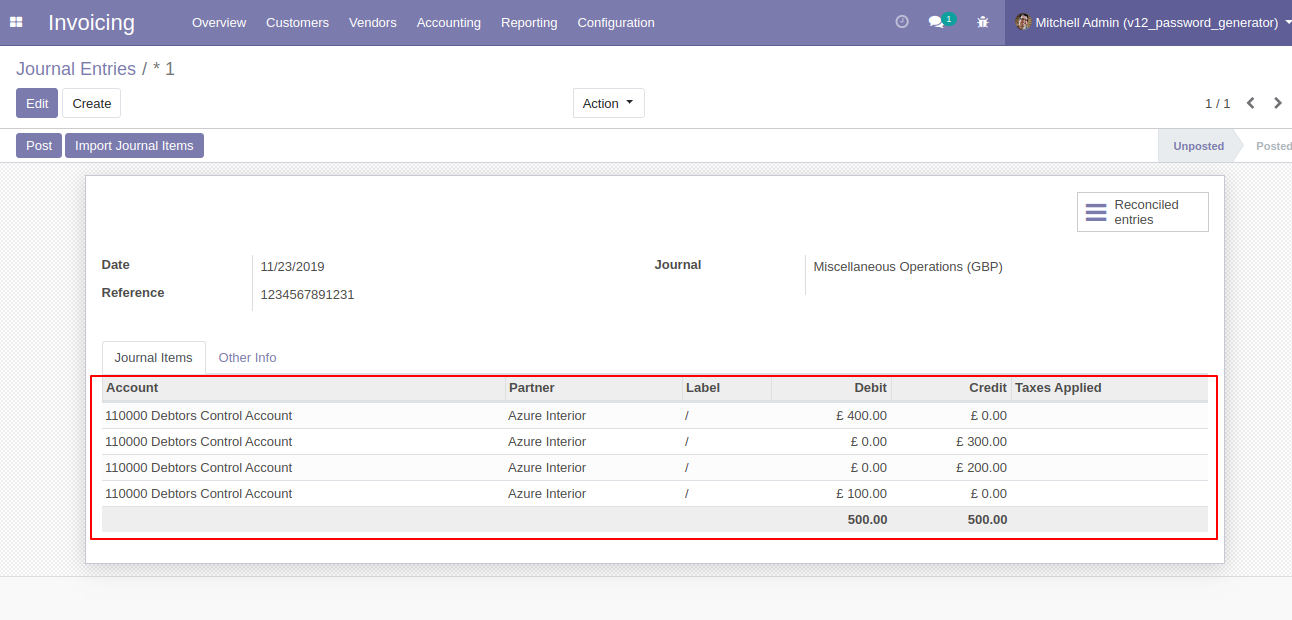 Invoicing Overview Customers Vendors Accounting Reporting Configuration 1 Mitchell Admin (v12_password_generator)
Journal Entries / * 1
Edit Create Action 1 / 1
Post Import Journal Items Unposted Posted
Reconciled
entries
Date 11/23/2019 Journal Miscellaneous Operations (GBP)
Reference 1234567891231
Journal Items Other Info
Account Partner Label Debit Credit Taxes Applied
110000 Debtors Control Account Azure Interior / £ 400.00 £ 0.00
110000 Debtors Control Account Azure Interior / £ 0.00 £ 300.00
110000 Debtors Control Account Azure Interior / £ 0.00 £ 200.00
110000 Debtors Control Account Azure Interior / £ 100.00 £ 0.00
500.00 500.00